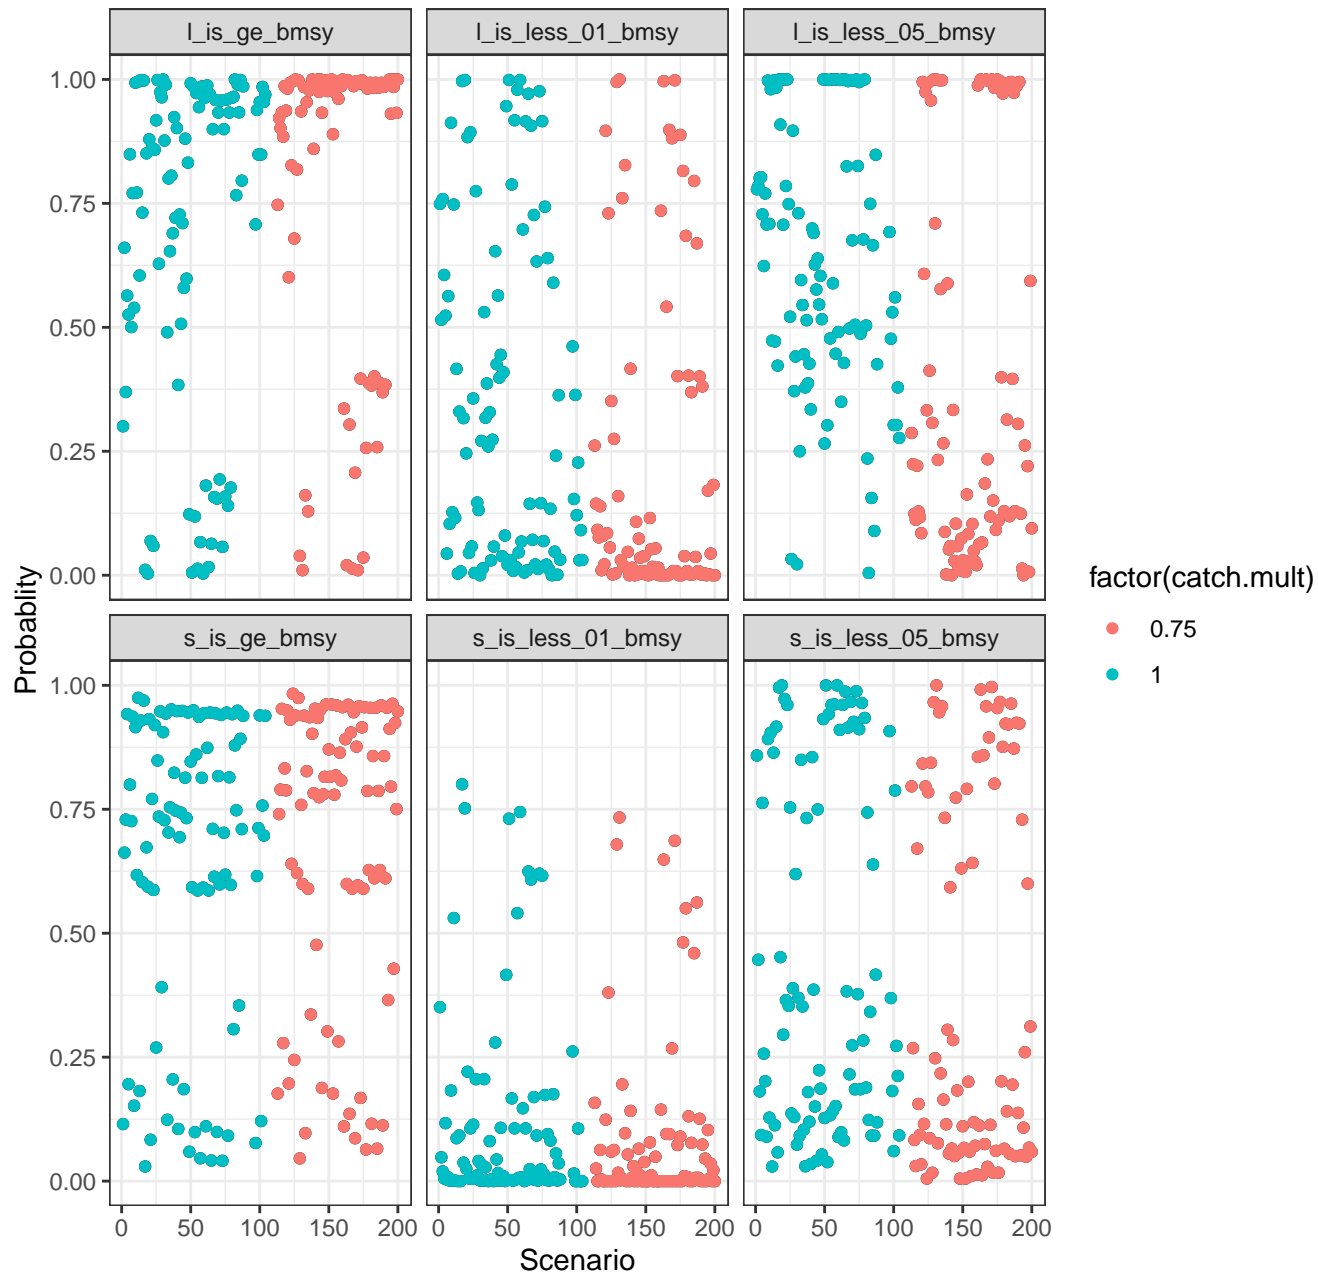 l_is_ge_bmsy l_is_less_01_bmsy l_is_less_05_bmsy
1.00
0.75
0.50
0.25
0.00
s_is_ge_bmsy s_is_less_01_bmsy s_is_less_05_bmsy
1.00
0.75
0.50
0.25
0.00
0 50 100 150 200 0 50 100 150 200 0 50 100 150 200
Scenario
Probablity
factor(catch.mult)
0.75
1